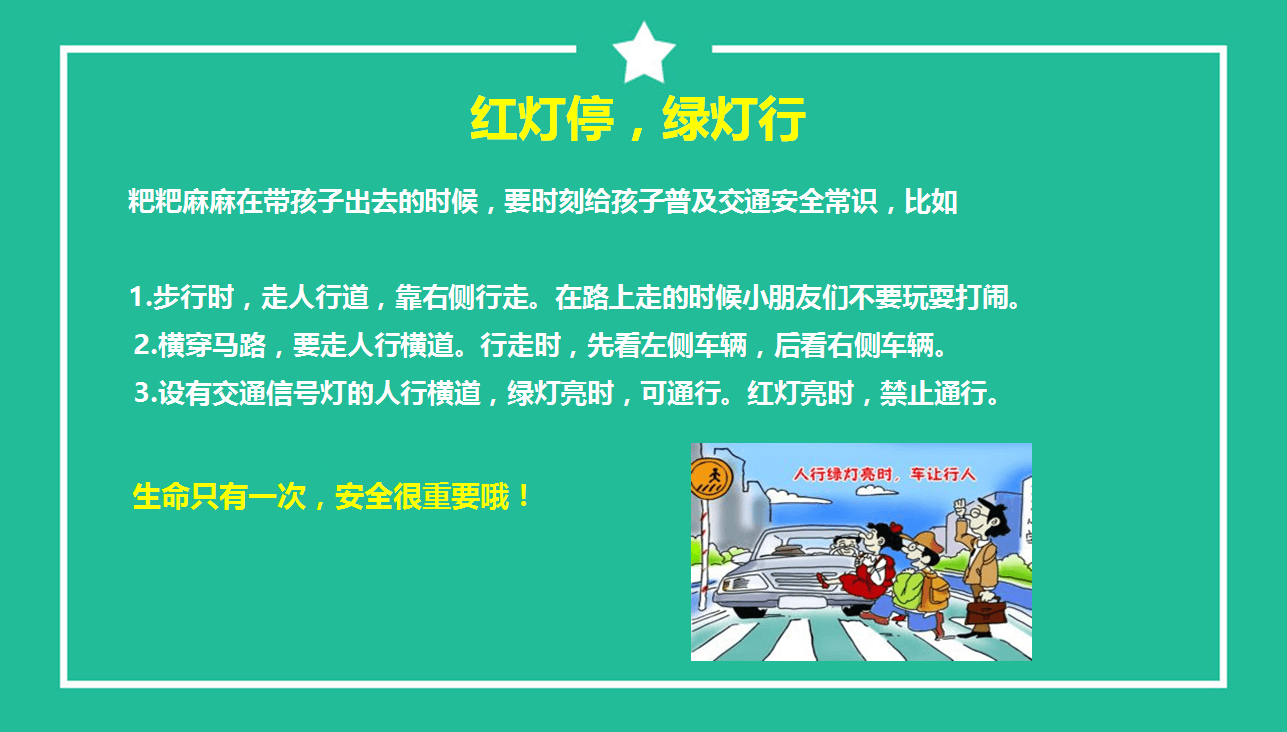 红灯停，绿灯行
粑粑麻麻在带孩子出去的时候，要时刻给孩子普及交通安全常识，比如
1.步行时，走人行道，靠右侧行走。在路上走的时候小朋友们不要玩耍打闹。
2.横穿马路，要走人行横道。行走时，先看左侧车辆，后看右侧车辆。
3.设有交通信号灯的人行横道，绿灯亮时，可通行。红灯亮时，禁止通行。
生命只有一次，安全很重要哦！
人行绿灯亮时，车让行人